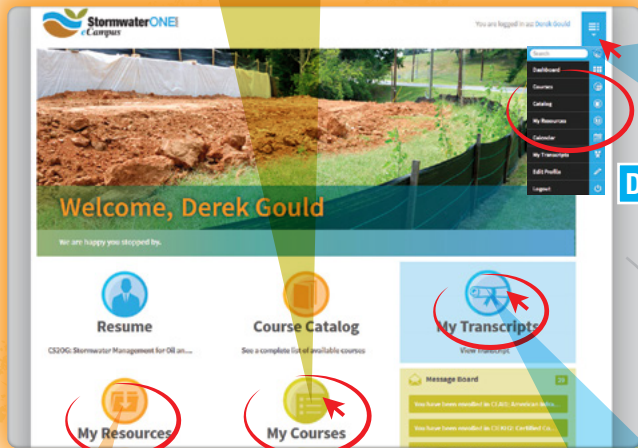 StormwaterONE
eCampus
You are logged in as: Derek Gould
Search
Dashboard
Courses
Catalog
My Resources
Calendar
My Transcripts
Edit Profile
Logout
D
Welcome, Derek Gould
We are happy you stopped by.
Resume
CS2OG: Stormwater Management for Oil an...
Course Catalog
See a complete list of available courses
My Transcripts
View Transcript
Message Board
You have been enrolled in
You have been enrolled in
My Resources
My Courses